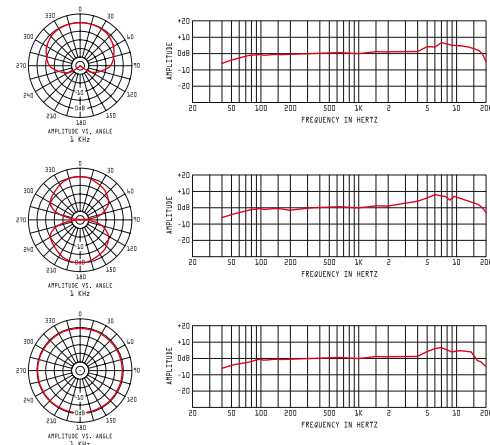 0
330 30
300 60
270 90
240 120
210 150
180
-10
0dB
AMPLITUDE VS. ANGLE
1 KHz
AMPLITUDE
+20
+10
0dB
-10
-20
20 50 100 200 500 1K 2 5 10 20K
FREQUENCY IN HERTZ
0
330 30
300 60
270 90
240 120
210 150
180
-10
0dB
AMPLITUDE VS. ANGLE
1 KHz
AMPLITUDE
+20
+10
0dB
-10
-20
20 50 100 200 500 1K 2 5 10 20
FREQUENCY IN HERTZ
0
330 30
300 60
270 90
240 120
210 150
180
-10
0dB
AMPLITUDE VS. ANGLE
1 KHz
AMPLITUDE
+20
+10
0dB
-10
-20
20 50 100 200 500 1K 2 5 10 20
FREQUENCY IN HERTZ